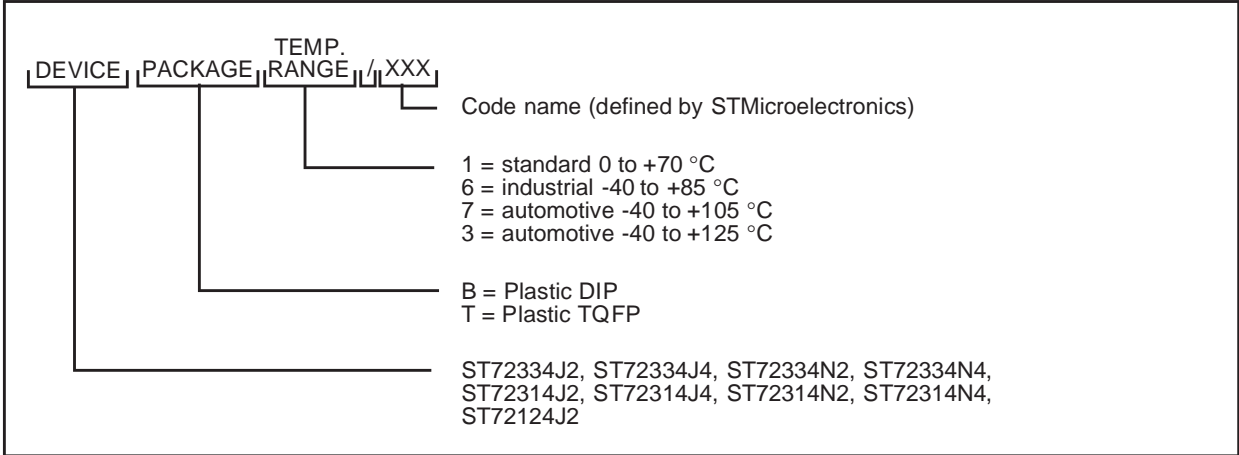 TEMP.
DEVICE PACKAGE RANGE / XXX
Code name (defined by STMicroelectronics)
1 = standard 0 to +70 °C
6 = industrial -40 to +85 °C
7 = automotive -40 to +105 °C
3 = automotive -40 to +125 °C
B = Plastic DIP
T = Plastic TQFP
ST72334J2, ST72334J4, ST72334N2, ST72334N4,
ST72314J2, ST72314J4, ST72314N2, ST72314N4,
ST72124J2